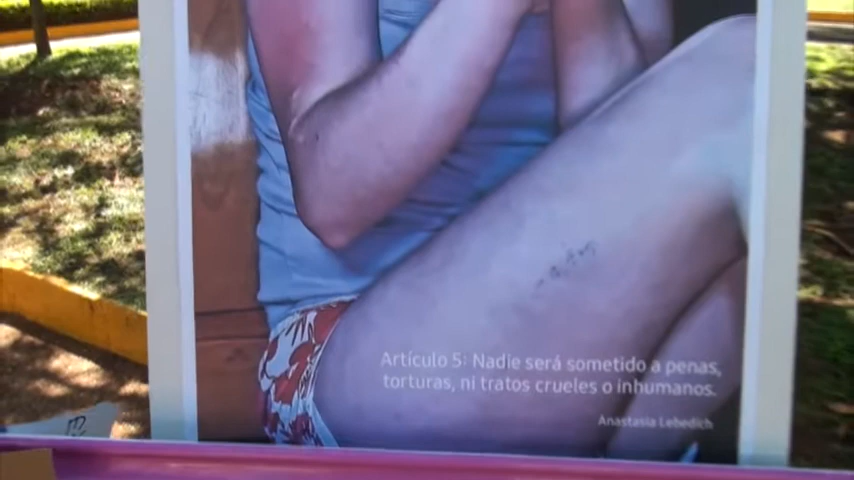 Artículo 5: Nadie será sometido a penas,
torturas, ni tratos crueles o inhumanos.
Anastasia Lebedich